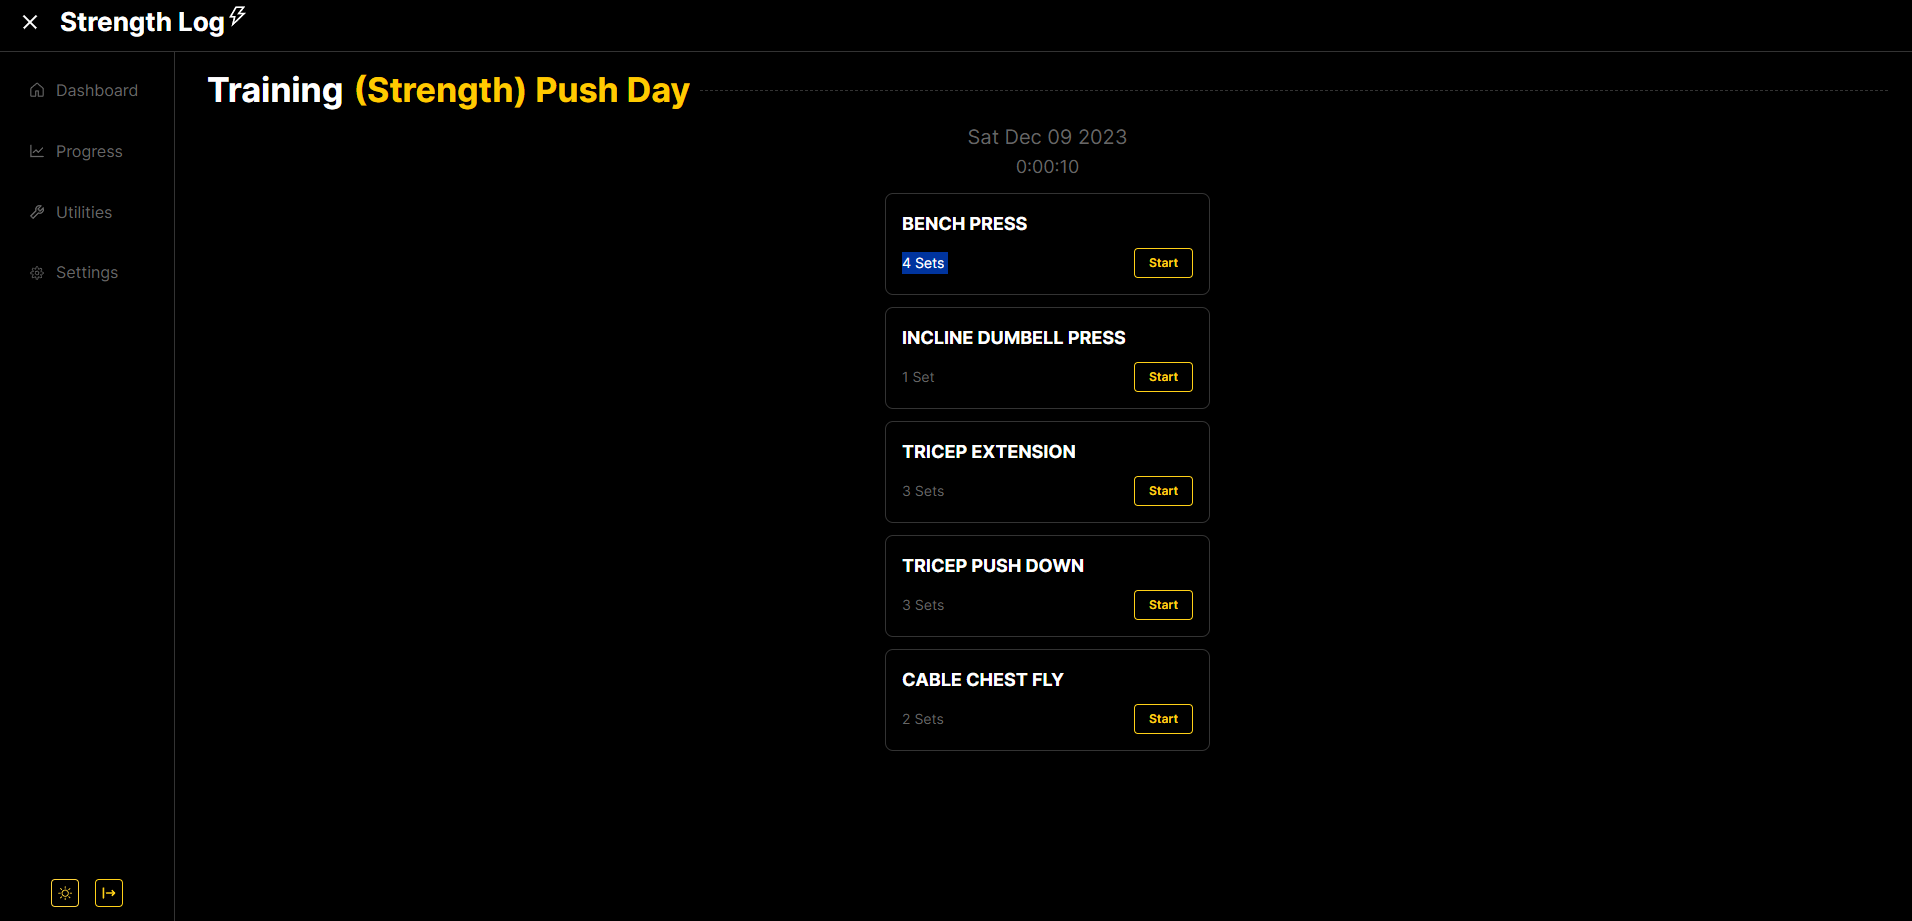 Strength Log
Dashboard
Progress
Utilities
Settings
Training (Strength) Push Day
Sat Dec 09 2023
0:00:10
BENCH PRESS
4 Sets
Start
INCLINE DUMBELL PRESS
1 Set
Start
TRICEP EXTENSION
3 Sets
Start
TRICEP PUSH DOWN
3 Sets
Start
CABLE CHEST FLY
2 Sets
Start